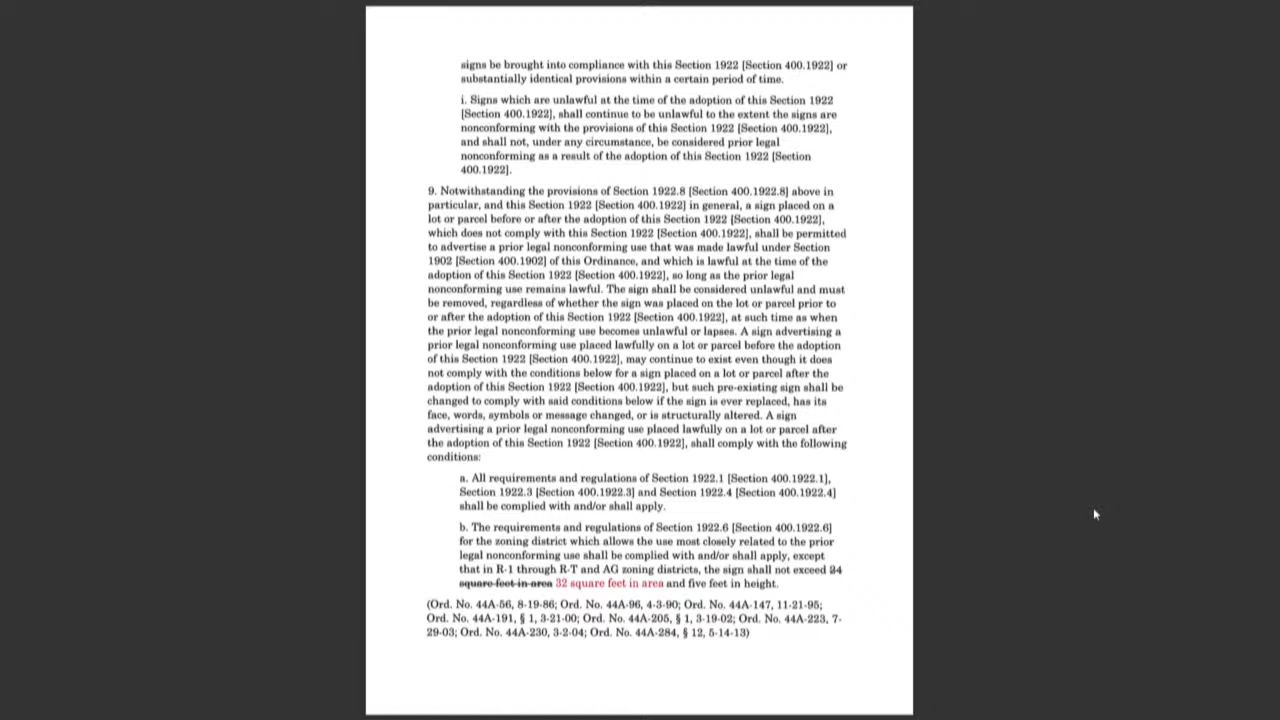 signs be brought into compliance with this Section 1922 [Section 400.1922] or
substantially identical provisions within a certain period of time.
i. Signs which are unlawful at the time of the adoption of this Section 1922
[Section 400.1922], shall continue to be unlawful to the extent the signs are
nonconforming with the provisions of this Section 1922 [Section 400.1922],
and shall not, under any circumstance, be considered prior legal
nonconforming as a result of the adoption of this Section 1922 [Section
400.1922].
9. Notwithstanding the provisions of Section 1922.8 [Section 400.1922.8] above in
particular, and this Section 1922 [Section 400.1922] in general, a sign placed on a
lot or parcel before or after the adoption of this Section 1922 [Section 400.1922],
which does not comply with this Section 1922 [Section 400.1922], shall be permitted
to advertise a prior legal nonconforming use that was made lawful under Section
1902 [Section 400.1902] of this Ordinance, and which is lawful at the time of the
adoption of this Section 1922 [Section 400.1922], so long as the prior legal
nonconforming use remains lawful. The sign shall be considered unlawful and must
be removed, regardless of whether the sign was placed on the lot or parcel prior to
or after the adoption of this Section 1922 [Section 400.1922], at such time as when
the prior legal nonconforming use becomes unlawful or lapses. A sign advertising a
prior legal nonconforming use placed lawfully on a lot or parcel before the adoption
of this Section 1922 [Section 400.1922], may continue to exist even though it does
not comply with the conditions below for a sign placed on a lot or parcel after the
adoption of this Section 1922 [Section 400.1922], but such pre-existing sign shall be
changed to comply with said conditions below if the sign is ever replaced, has its
face, words, symbols or message changed, or is structurally altered. A sign
advertising a prior legal nonconforming use placed lawfully on a lot or parcel after
the adoption of this Section 1922 [Section 400.1922], shall comply with the following
conditions:
a. All requirements and regulations of Section 1922.1 [Section 400.1922.1],
Section 1922.3 [Section 400.1922.3] and Section 1922.4 [Section 400.1922.4]
shall be complied with and/or shall apply.
b. The requirements and regulations of Section 1922.6 [Section 400.1922.6]
for the zoning district which allows the use most closely related to the prior
legal nonconforming use shall be complied with and/or shall apply, except
that in R-1 through R-T and AG zoning districts, the sign shall not exceed 24
square feet in area 32 square feet in area and five feet in height.
(Ord. No. 44A-56, 8-19-86; Ord. No. 44A-96, 4-3-90; Ord. No. 44A-147, 11-21-95;
Ord. No. 44A-191, § 1, 3-21-00; Ord. No. 44A-205, § 1, 3-19-02; Ord. No. 44A-223, 7-
29-03; Ord. No. 44A-230, 3-2-04; Ord. No. 44A-284, § 12, 5-14-13)